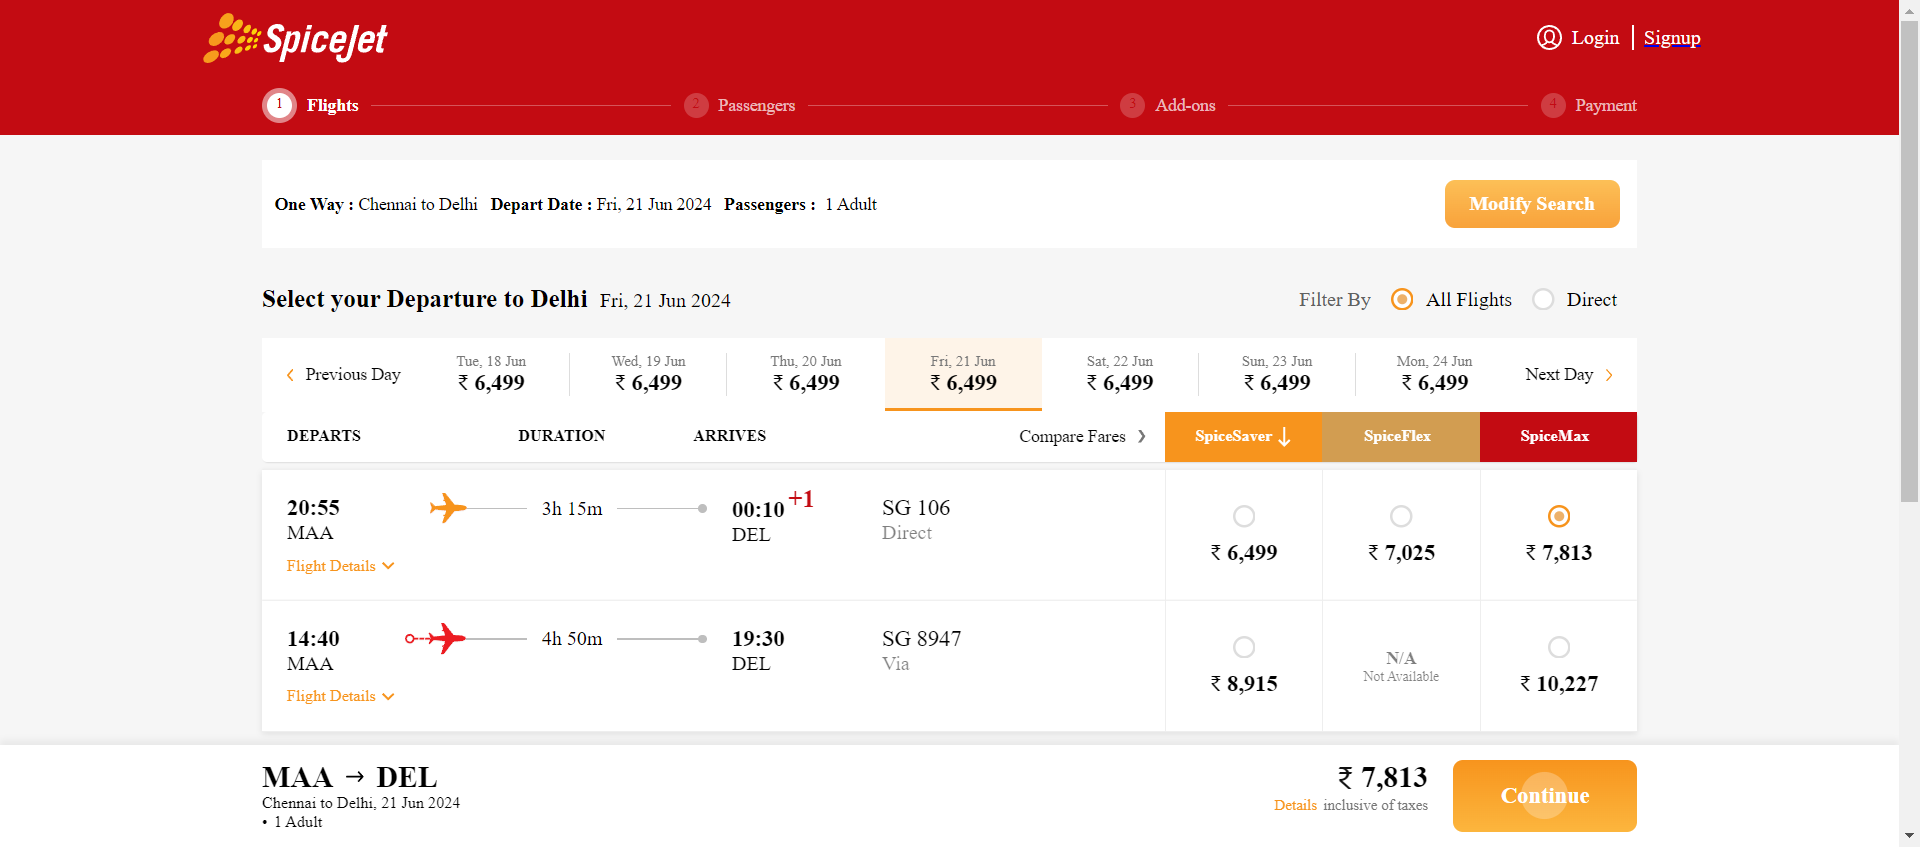 SpiceJet
Login Signup
1 Flights 2 Passengers 3 Add-ons 4 Payment
One Way : Chennai to Delhi Depart Date : Fri, 21 Jun 2024 Passengers : 1 Adult
Modify Search
Select your Departure to Delhi Fri, 21 Jun 2024
Filter By All Flights Direct
Previous Day
Tue, 18 Jun
₹ 6,499
Wed, 19 Jun
₹ 6,499
Thu, 20 Jun
₹ 6,499
Fri, 21 Jun
₹ 6,499
Sat, 22 Jun
₹ 6,499
Sun, 23 Jun
₹ 6,499
Mon, 24 Jun
₹ 6,499
Next Day
DEPARTS DURATION ARRIVES Compare Fares SpiceSaver SpiceFlex SpiceMax
20:55 3h 15m 00:10 +1 SG 106
MAA DEL Direct
₹ 6,499 ₹ 7,025 ₹ 7,813
Flight Details
14:40 4h 50m 19:30 SG 8947
MAA DEL Via
N/A
Not Available
₹ 8,915 ₹ 10,227
Flight Details
MAA → DEL
Chennai to Delhi, 21 Jun 2024
• 1 Adult
₹ 7,813
Details inclusive of taxes
Continue